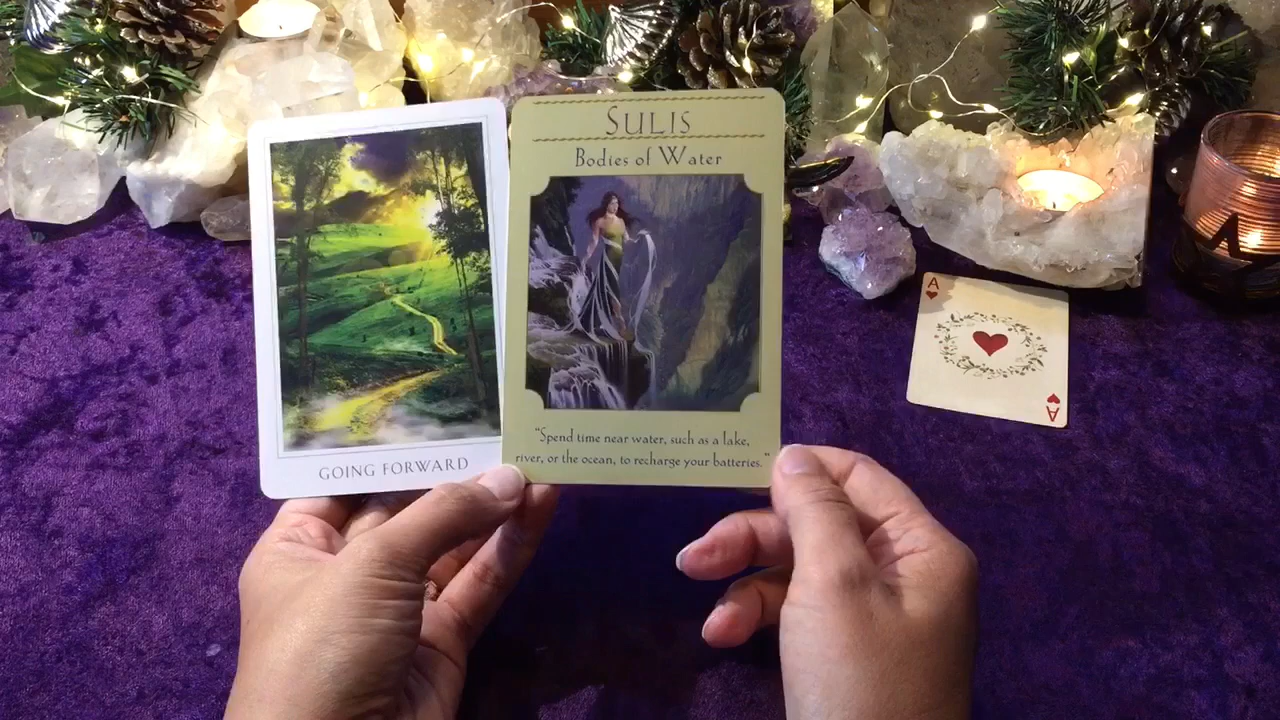 GOING FORWARD
SULIS
Bodies of Water
"Spend time near water, such as a lake,
river, or the ocean, to recharge your batteries."
A
A